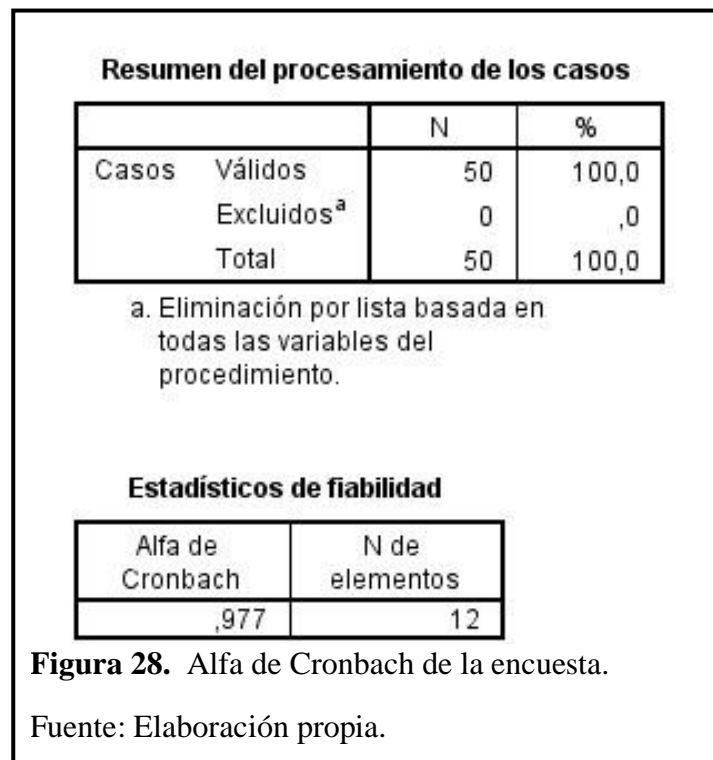 Resumen del procesamiento de los casos
N %
Casos Válidos 50 100,0
Excluidosa 0 ,0
Total 50 100,0
a. Eliminación por lista basada en
todas las variables del
procedimiento.
Estadísticos de fiabilidad
Alfa de N de
Cronbach elementos
,977 12
Figura 28. Alfa de Cronbach de la encuesta.
Fuente: Elaboración propia.